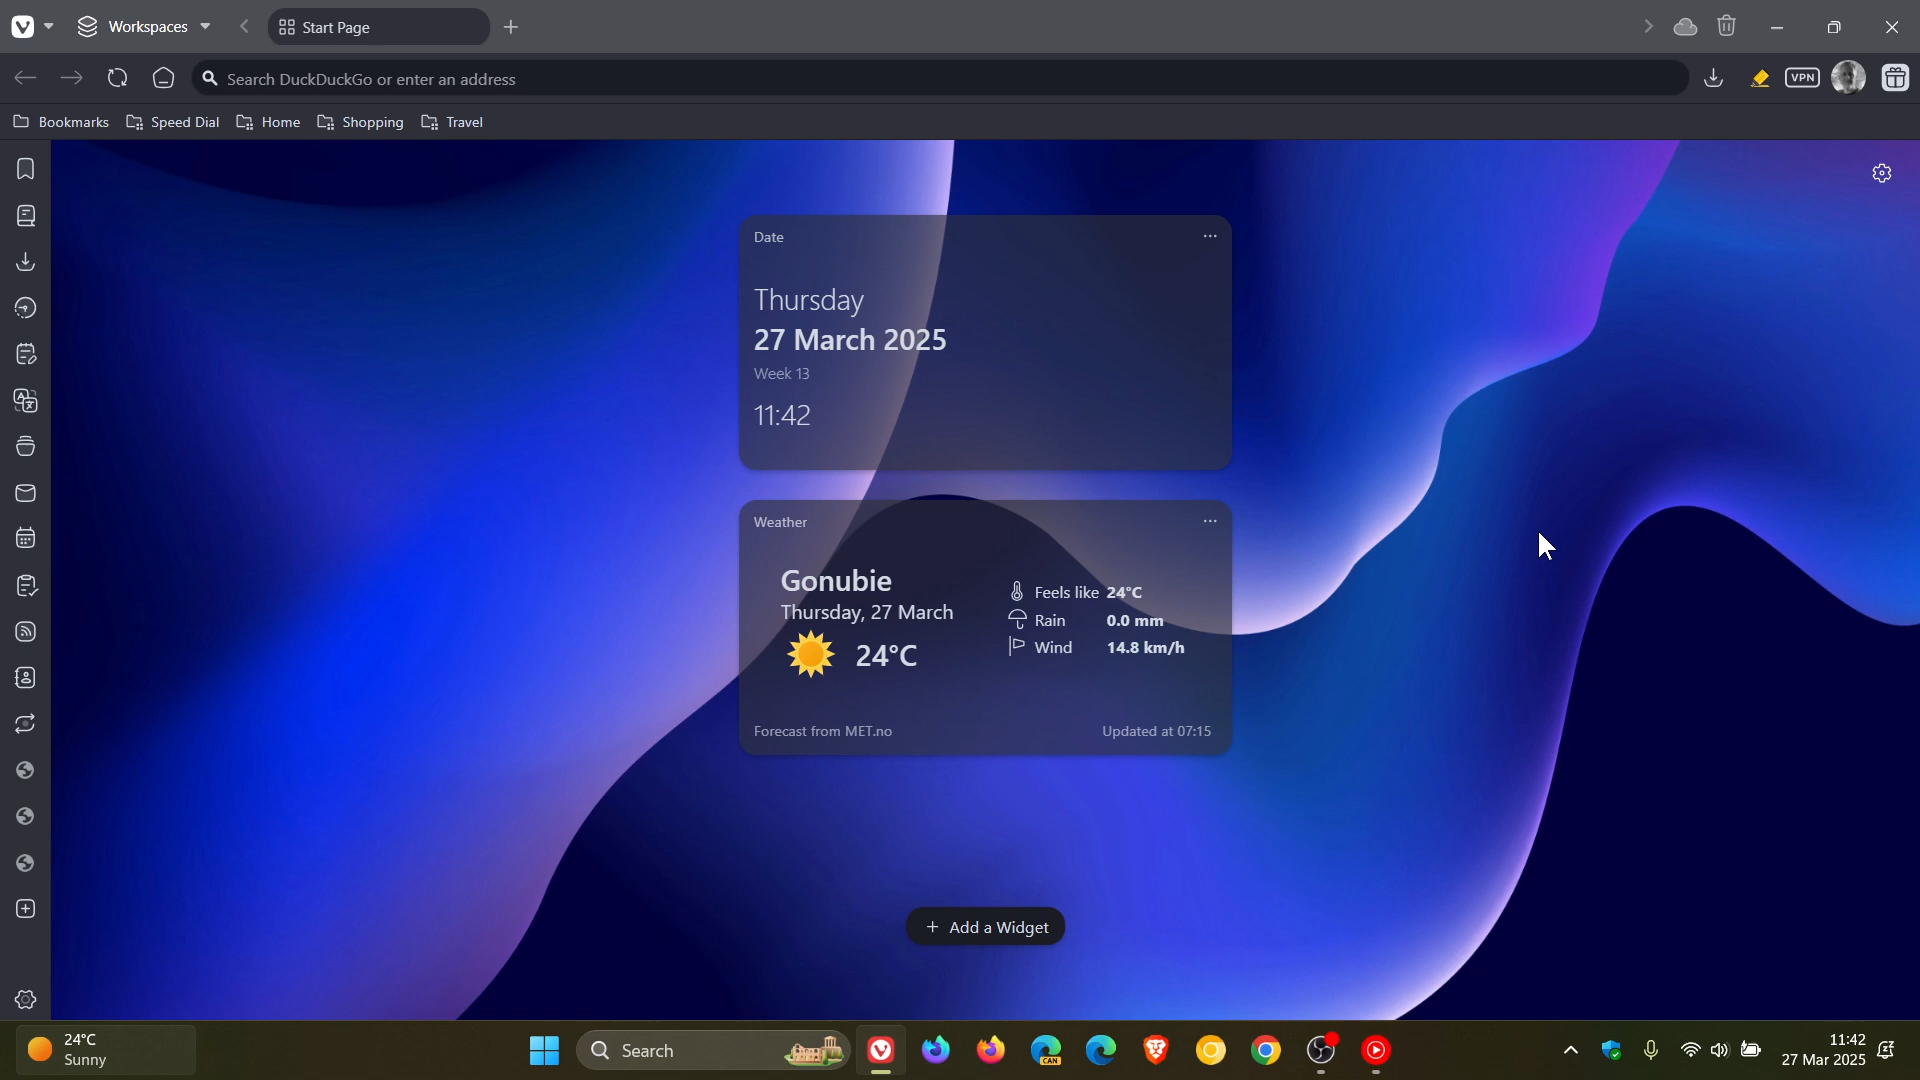 Workspaces
Start Page
Search DuckDuckGo or enter an address
VPN
Bookmarks
Speed Dial
Home
Shopping
Travel
Date
Thursday
27 March 2025
Week 13
11:42
Weather
Gonubie
Thursday, 27 March
24°C
Feels like 24°C
Rain 0.0 mm
Wind 14.8 km/h
Forecast from MET.no
Updated at 07:15
+ Add a Widget
24°C
Sunny
Search
CAN
11:42
27 Mar 2025